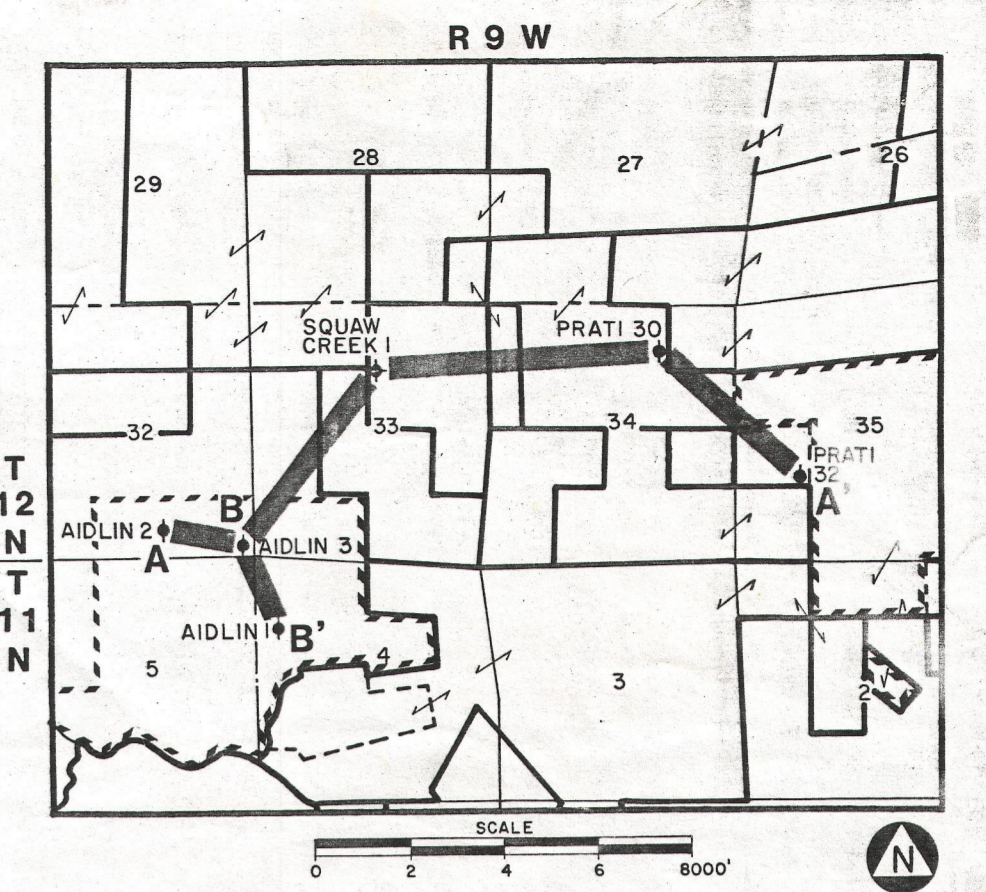 R 9 W
29
28
27
26
SQUAW
CREEK 1
PRATI 30
32
33
34
35
PRATI
32
A'
T
12
N
T
11
N
B
AIDLIN 2
A
AIDLIN 3
AIDLIN 1
B'
5
4
3
2
SCALE
0 2 4 6 8000'
N